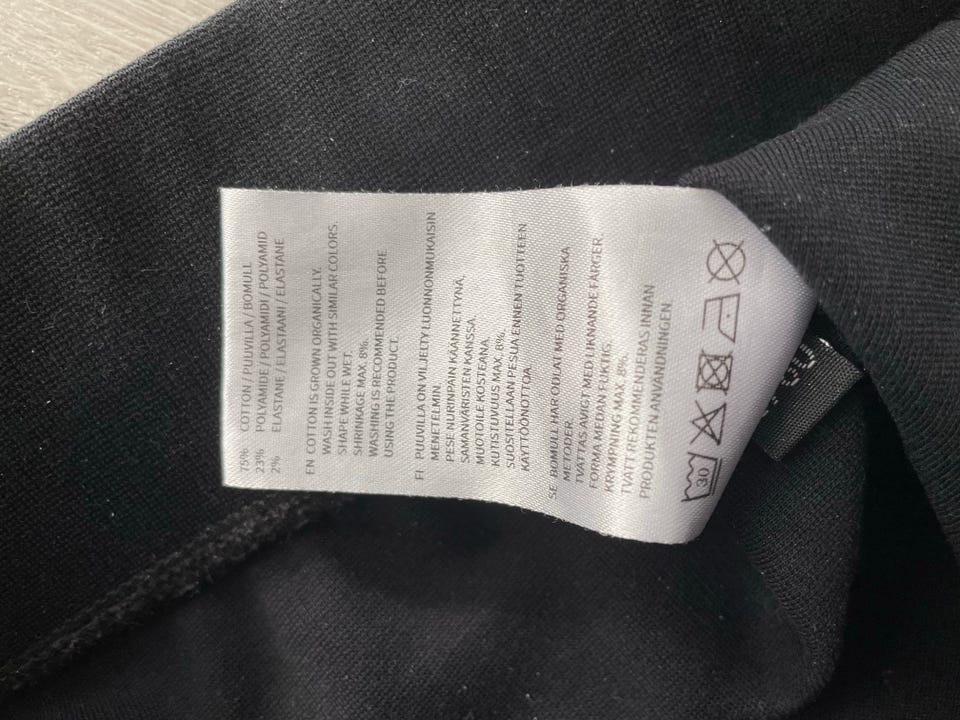 75% COTTON / PUUVILLA / BOMULL
23% POLYAMIDE / POLYAMIDI / POLYAMID
2% ELASTANE / ELASTAANI / ELASTANE
EN COTTON IS GROWN ORGANICALLY.
WASH INSIDE OUT WITH SIMILAR COLORS.
SHAPE WHILE WET.
SHRINKAGE MAX. 8%.
WASHING IS RECOMMENDED BEFORE
USING THE PRODUCT.
FI PUUVILLA ON VILJELTY LUONNONMUKAISIN
MENETELMIN.
PESE NURINPÄIN KÄÄNNETTYNÄ,
SAMANVÄRISTEN KANSSA.
MUOTOILE KOSTEANA.
KUTISTUVUUS MAX. 8%.
SUOSITELLAAN PESUA ENNEN TUOTTEEN
KÄYTTÖÖNOTTOA.
SE BOMULL HAR ODLAT MED ORGANISKA
METODER.
TVÄTTAS AVIGT MED LIKNANDE FÄRGER.
FORMA MEDAN FUKTIG.
KRYMPNING MAX. 8%.
TVÄTT REKOMMENDERAS INNAN
PRODUKTEN ANVÄNDNINGEN
30